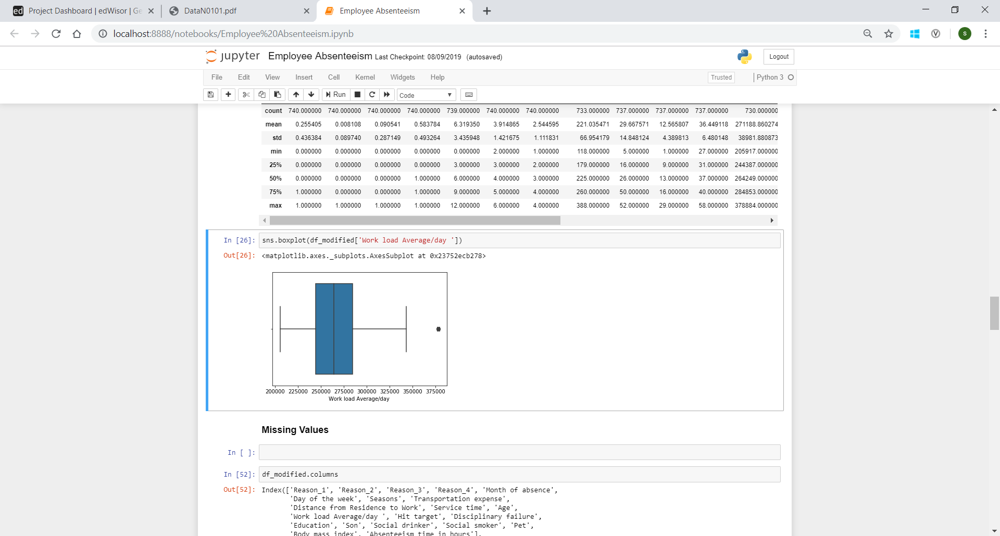 Project Dashboard | edWisor | Ge
DataN0101.pdf
Employee Absenteeism
localhost:8888/notebooks/Employee%20Absenteeism.ipynb
jupyter Employee Absenteeism Last Checkpoint: 08/09/2019 (autosaved)
Logout
File Edit View Insert Cell Kernel Widgets Help
Trusted
Python 3
Run
Code
count 740.000000 740.000000 740.000000 740.000000 739.000000 740.000000 740.000000 733.000000 737.000000 737.000000 737.000000 730.000000
mean 0.255405 0.008108 0.090541 0.583784 6.319350 3.914865 2.544595 221.035471 29.667571 12.565807 36.449118 271188.860274
std 0.436384 0.089740 0.287149 0.493264 3.435948 1.421675 1.111831 66.954179 14.848124 4.389813 6.480148 38981.880873
min 0.000000 0.000000 0.000000 0.000000 0.000000 2.000000 1.000000 118.000000 5.000000 1.000000 27.000000 205917.000000
25% 0.000000 0.000000 0.000000 0.000000 3.000000 3.000000 2.000000 179.000000 16.000000 9.000000 31.000000 244387.000000
50% 0.000000 0.000000 0.000000 1.000000 6.000000 4.000000 3.000000 225.000000 26.000000 13.000000 37.000000 264249.000000
75% 1.000000 0.000000 0.000000 1.000000 9.000000 5.000000 4.000000 260.000000 50.000000 16.000000 40.000000 284853.000000
max 1.000000 1.000000 1.000000 1.000000 12.000000 6.000000 4.000000 388.000000 52.000000 29.000000 58.000000 378884.000000
In [26]: sns.boxplot(df_modified['Work load Average/day '])
Out[26]: <matplotlib.axes._subplots.AxesSubplot at 0x23752ecb278>
200000 225000 250000 275000 300000 325000 350000 375000
Work load Average/day
Missing Values
In [ ]:
In [52]: df_modified.columns
Out[52]: Index(['Reason_1', 'Reason_2', 'Reason_3', 'Reason_4', 'Month of absence',
'Day of the week', 'Seasons', 'Transportation expense',
'Distance from Residence to Work', 'Service time', 'Age',
'Work load Average/day ', 'Hit target', 'Disciplinary failure',
'Education', 'Son', 'Social drinker', 'Social smoker', 'Pet',
'Body mass index', 'Absenteeism time in hours'],